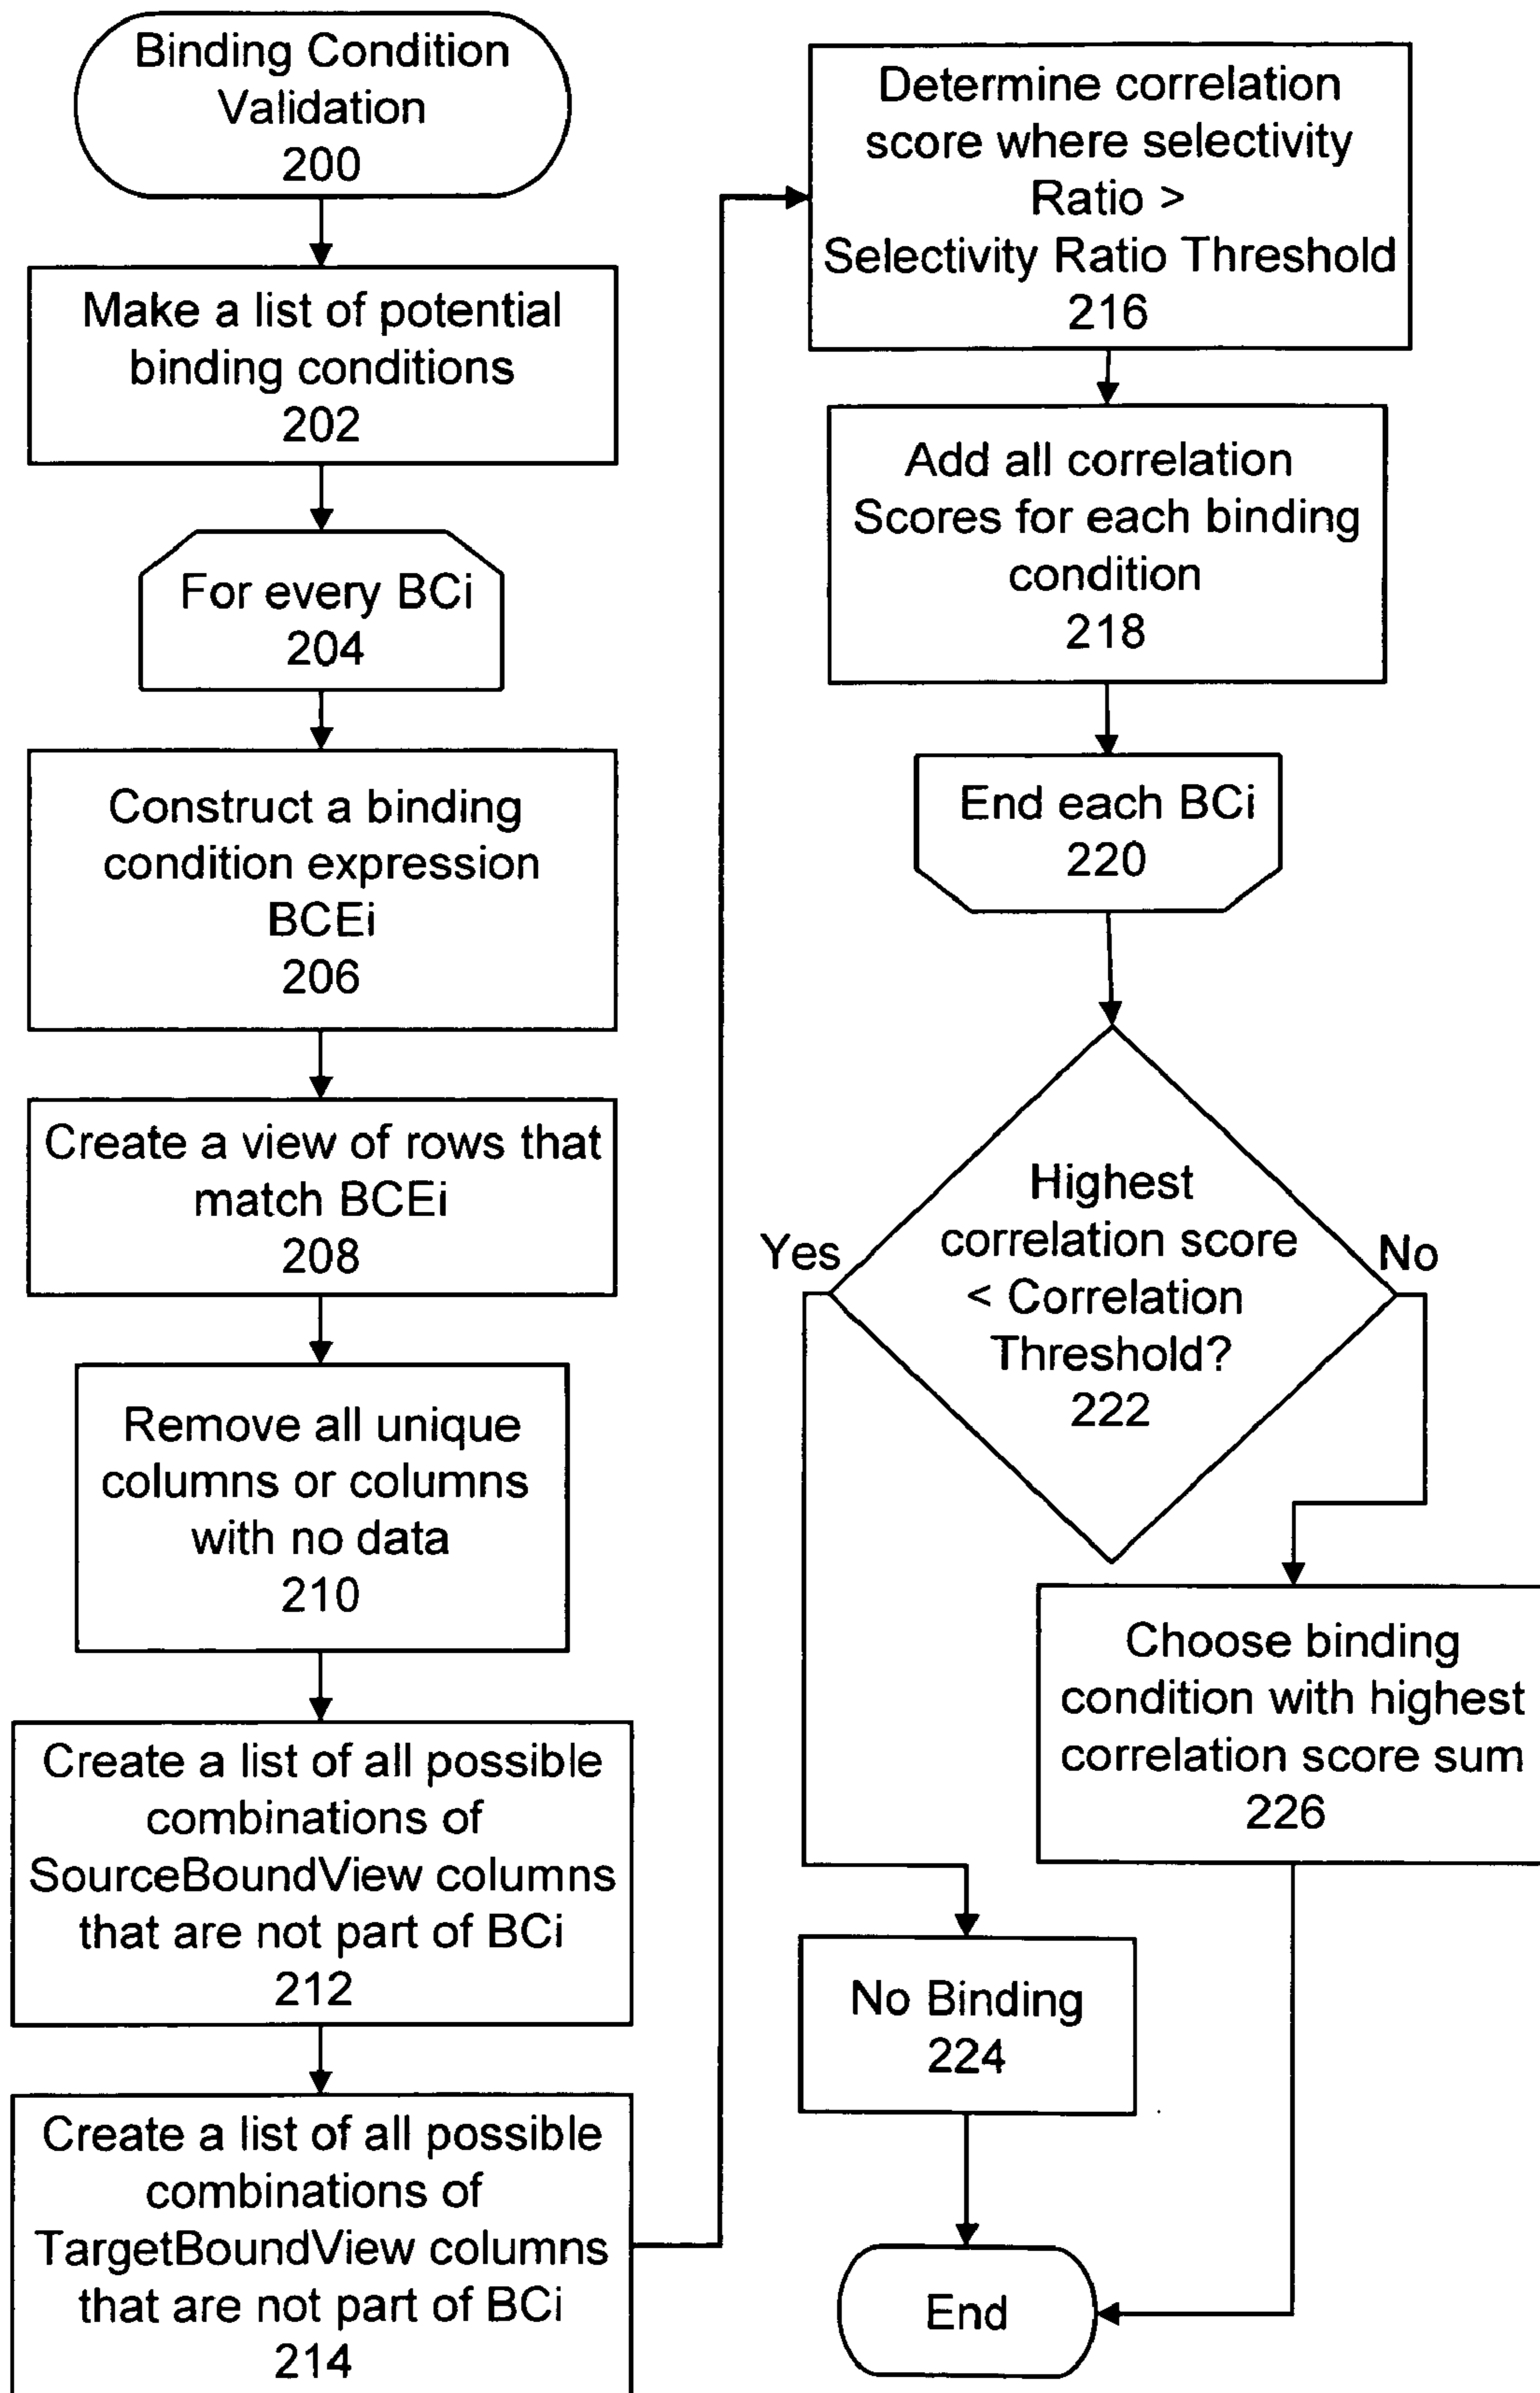 Binding Condition
Validation
200
Make a list of potential
binding conditions
202
For every BCi
204
Construct a binding
condition expression
BCEi
206
Create a view of rows that
match BCEi
208
Remove all unique
columns or columns
with no data
210
Create a list of all possible
combinations of
SourceBoundView columns
that are not part of BCi
212
Create a list of all possible
combinations of
TargetBoundView columns
that are not part of BCi
214
Determine correlation
score where selectivity
Ratio >
Selectivity Ratio Threshold
216
Add all correlation
Scores for each binding
condition
218
End each BCi
220
Highest
correlation score
< Correlation
Threshold?
222
Yes
No
Choose binding
condition with highest
correlation score sum
226
No Binding
224
End